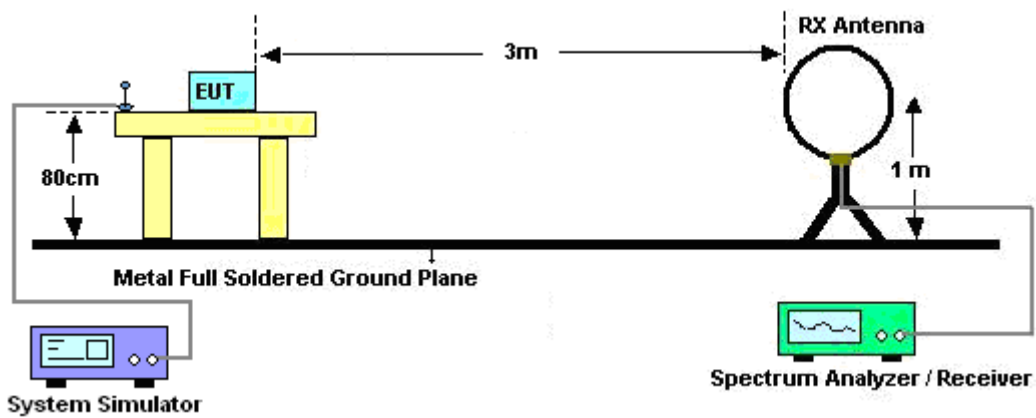 RX Antenna
3m
EUT
80cm
1 m
Metal Full Soldered Ground Plane
Spectrum Analyzer / Receiver
System Simulator